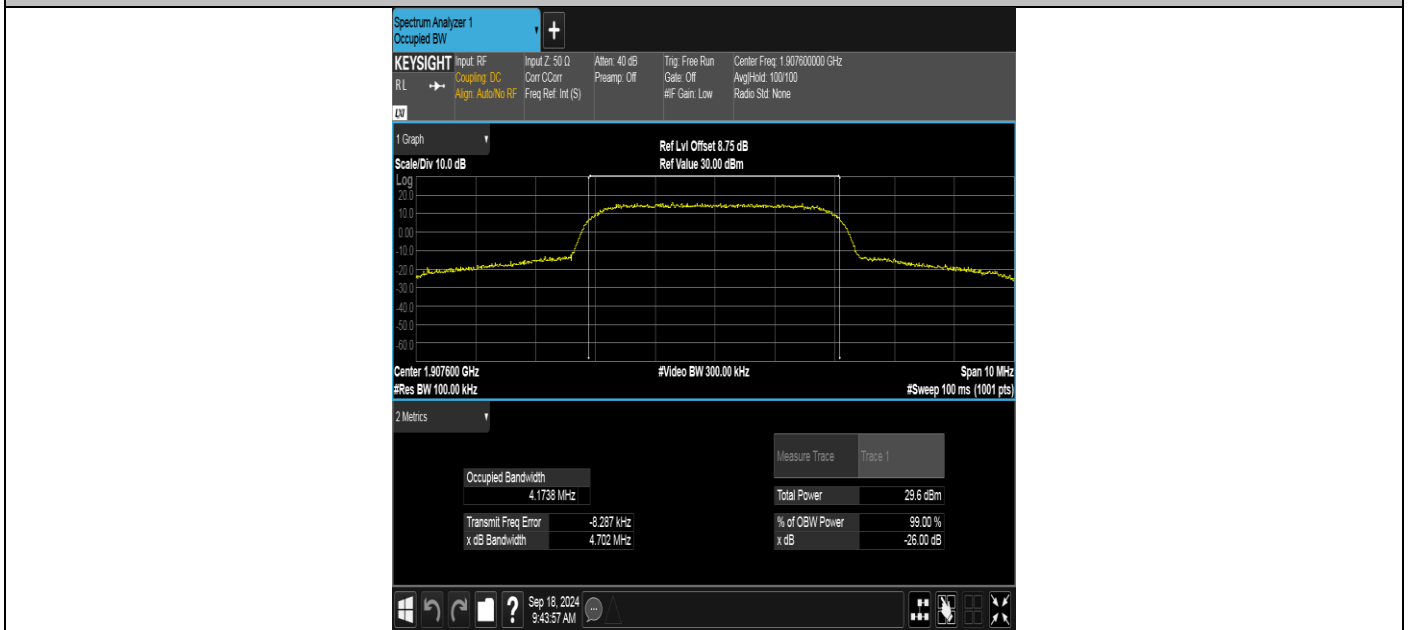 Spectrum Analyzer 1
Occupied BW
+
KEYSIGHT Input: RF Input Z: 50 Ω Atten: 40 dB Trig: Free Run Center Freq: 1.907600000 GHz
RL Coupling: DC Corr CCorr Preamp: Off Gate: Off Avg|Hold: 100/100
Align: Auto/No RF Freq Ref: Int (S) #IF Gain: Low Radio Std: None
LXI
1 Graph Ref Lvl Offset 8.75 dB
Scale/Div 10.0 dB Ref Value 30.00 dBm
Log
20.0
10.0
0.00
-10.0
-20.0
-30.0
-40.0
-50.0
-60.0
Center 1.907600 GHz #Video BW 300.00 kHz Span 10 MHz
#Res BW 100.00 kHz #Sweep 100 ms (1001 pts)
2 Metrics
Measure Trace Trace 1
Occupied Bandwidth
4.1738 MHz Total Power 29.6 dBm
Transmit Freq Error -8.287 kHz % of OBW Power 99.00 %
x dB Bandwidth 4.702 MHz x dB -26.00 dB
? Sep 18, 2024
9:43:57 AM